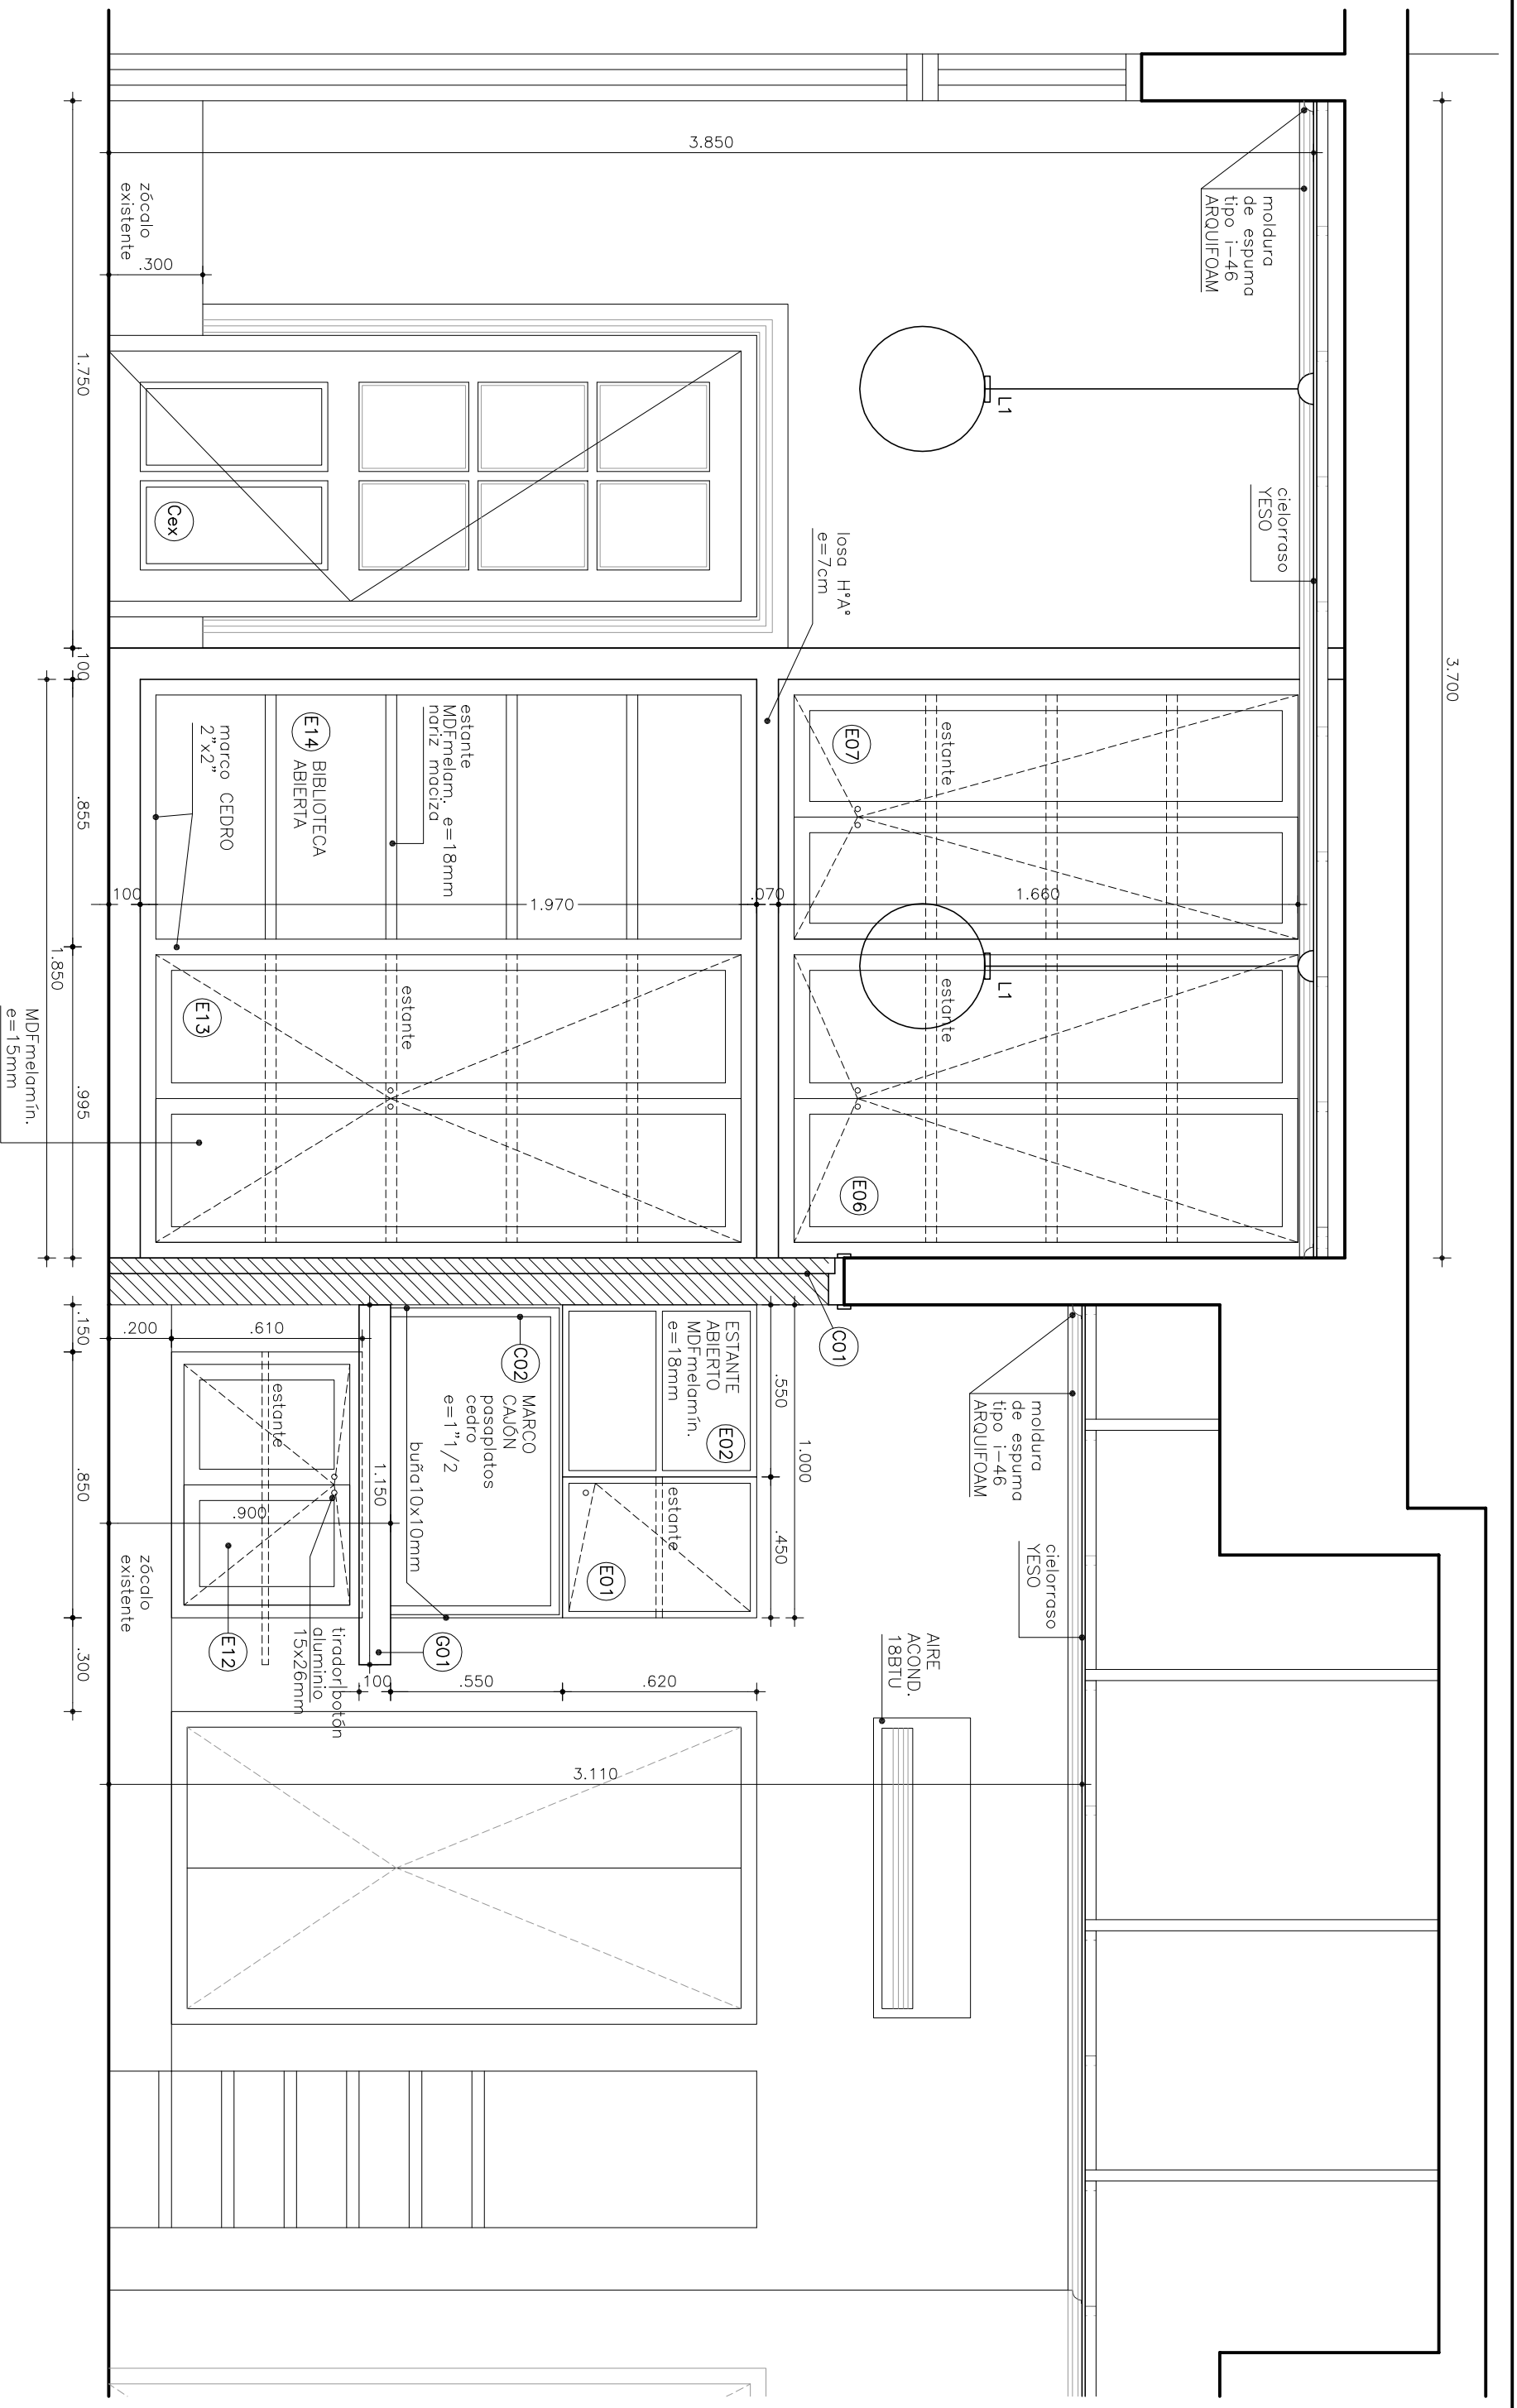 3.700
3.850
moldura
de espuma
tipo i-46
ARQUIFOAM
cielorraso
YESO
L1
L1
losa H°A°
e=7cm
zócalo
existente
.300
Cex
1.750
.100
.855
.995
1.850
E07
estante
1.660
estante
E06
.070
1.970
.100
estante
MDFmelam. e=18mm
nariz maciza
E14
BIBLIOTECA
ABIERTA
marco CEDRO
2"x2"
estante
E13
MDFmelamín.
e=15mm
C01
moldura
de espuma
tipo i-46
ARQUIFOAM
cielorraso
YESO
1.000
.550
.450
ESTANTE
ABIERTO
MDFmelamín.
e=18mm
E02
estante
E01
C02
MARCO
CAJÓN
pasaplatos
cedro
e=1"1/2
buña10x10mm
1.150
G01
.610
.200
estante
.900
E12
tirador botón
aluminio
15x26mm
zócalo
existente
.150
.850
.300
.100
.550
.620
AIRE
ACOND.
18BTU
3.110